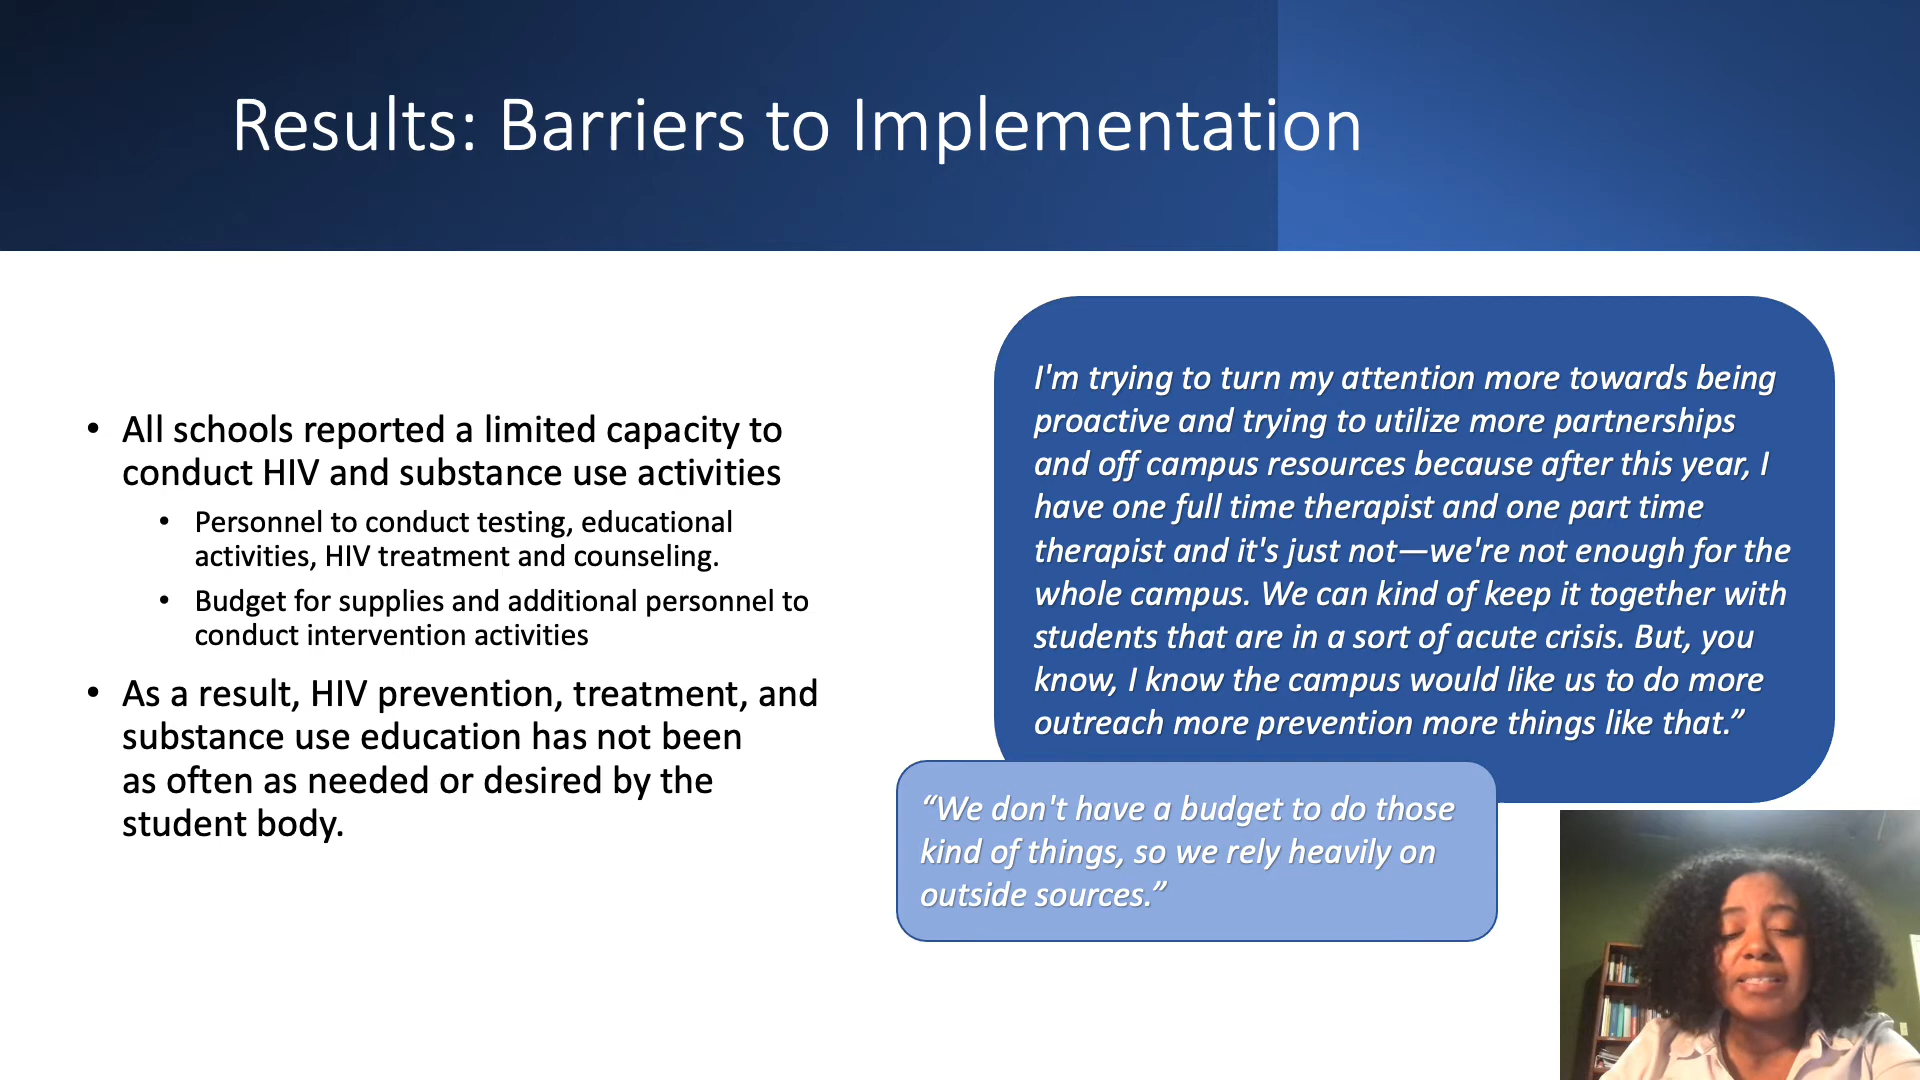 Results: Barriers to Implementation
• All schools reported a limited capacity to
conduct HIV and substance use activities
• Personnel to conduct testing, educational
activities, HIV treatment and counseling.
• Budget for supplies and additional personnel to
conduct intervention activities
• As a result, HIV prevention, treatment, and
substance use education has not been
as often as needed or desired by the
student body.
I'm trying to turn my attention more towards being
proactive and trying to utilize more partnerships
and off campus resources because after this year, I
have one full time therapist and one part time
therapist and it's just not—we're not enough for the
whole campus. We can kind of keep it together with
students that are in a sort of acute crisis. But, you
know, I know the campus would like us to do more
outreach more prevention more things like that.”
“We don't have a budget to do those
kind of things, so we rely heavily on
outside sources.”